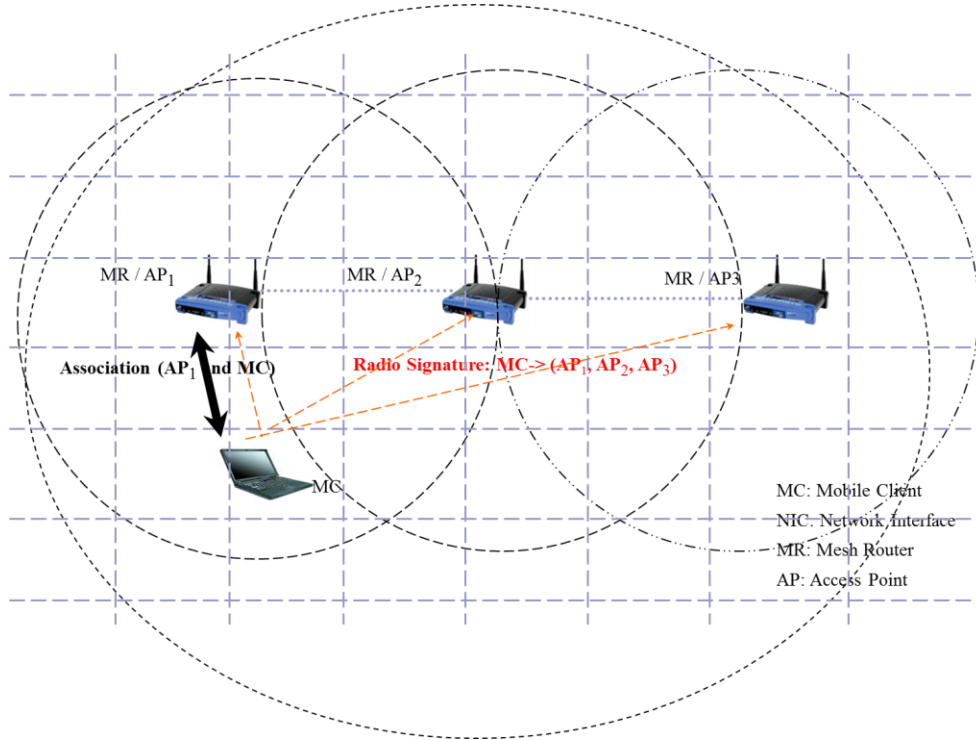 MR / AP₁
MR / AP₂
MR / AP3
Association (AP₁ and MC)
Radio Signature: MC-> (AP₁, AP₂, AP₃)
MC
MC: Mobile Client
NIC: Network Interface
MR: Mesh Router
AP: Access Point